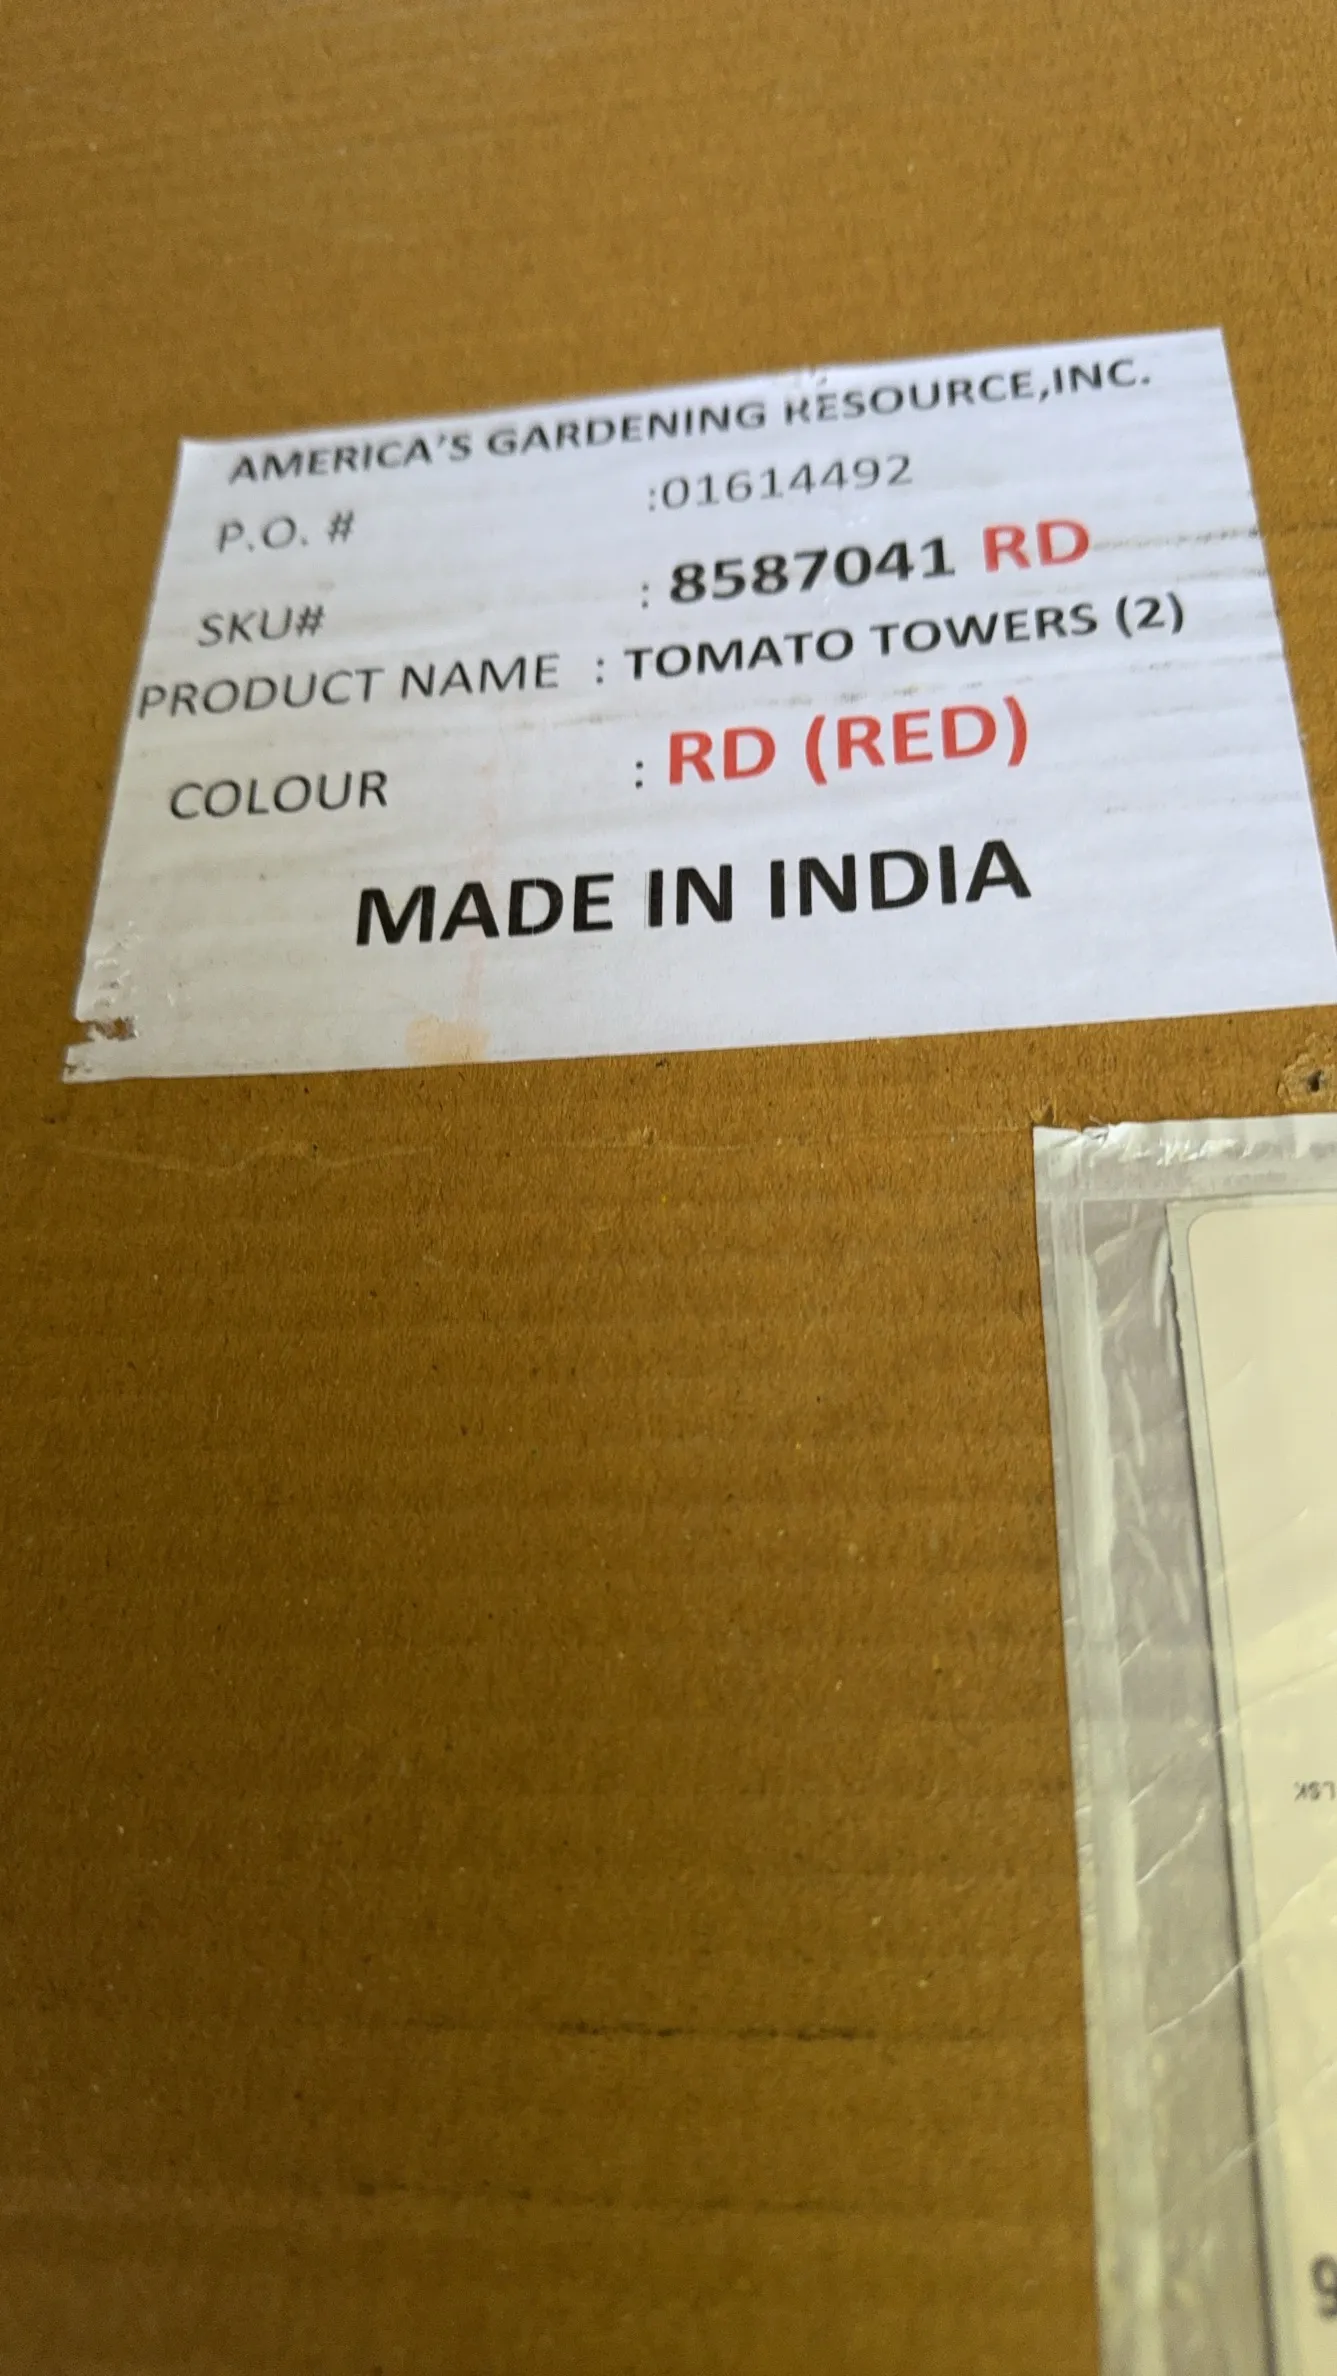 AMERICA'S GARDENING RESOURCE,INC.
P.O. # :01614492
SKU# : 8587041 RD
PRODUCT NAME : TOMATO TOWERS (2)
COLOUR : RD (RED)
MADE IN INDIA
LSK